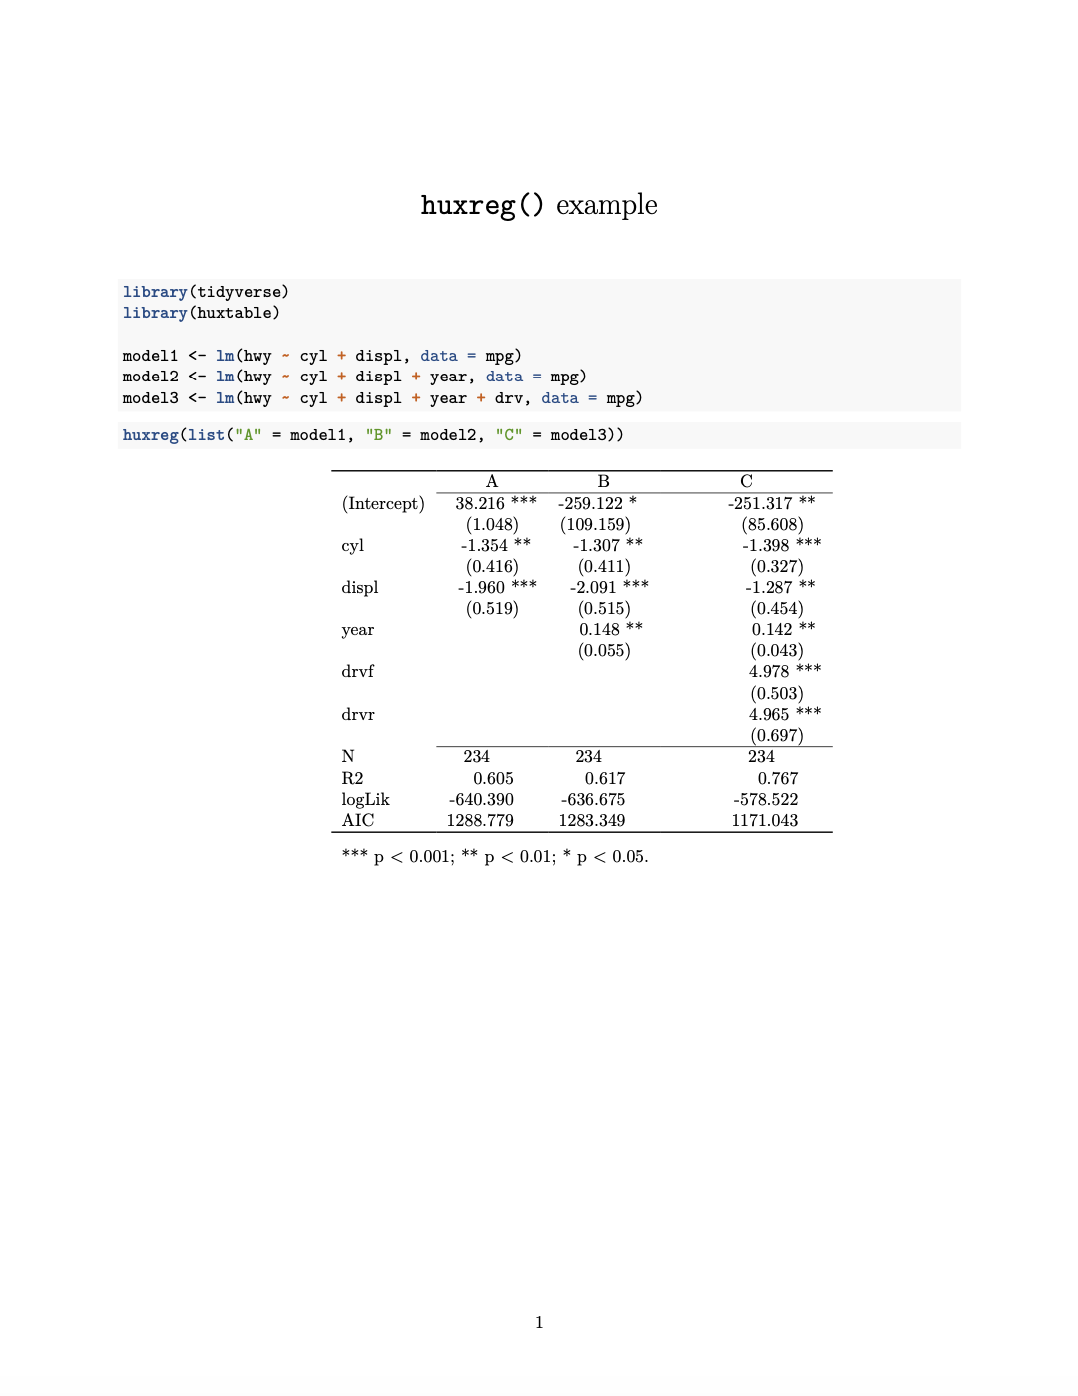 huxreg() example
library(tidyverse)
library(huxtable)
model1 <- lm(hwy ~ cyl + displ, data = mpg)
model2 <- lm(hwy ~ cyl + displ + year, data = mpg)
model3 <- lm(hwy ~ cyl + displ + year + drv, data = mpg)
huxreg(list("A" = model1, "B" = model2, "C" = model3))
A B C
(Intercept) 38.216 *** -259.122 * -251.317 **
(1.048) (109.159) (85.608)
cyl -1.354 ** -1.307 ** -1.398 ***
(0.416) (0.411) (0.327)
displ -1.960 *** -2.091 *** -1.287 **
(0.519) (0.515) (0.454)
year 0.148 ** 0.142 **
(0.055) (0.043)
drvf 4.978 ***
(0.503)
drvr 4.965 ***
(0.697)
N 234 234 234
R2 0.605 0.617 0.767
logLik -640.390 -636.675 -578.522
AIC 1288.779 1283.349 1171.043
*** p < 0.001; ** p < 0.01; * p < 0.05.
1